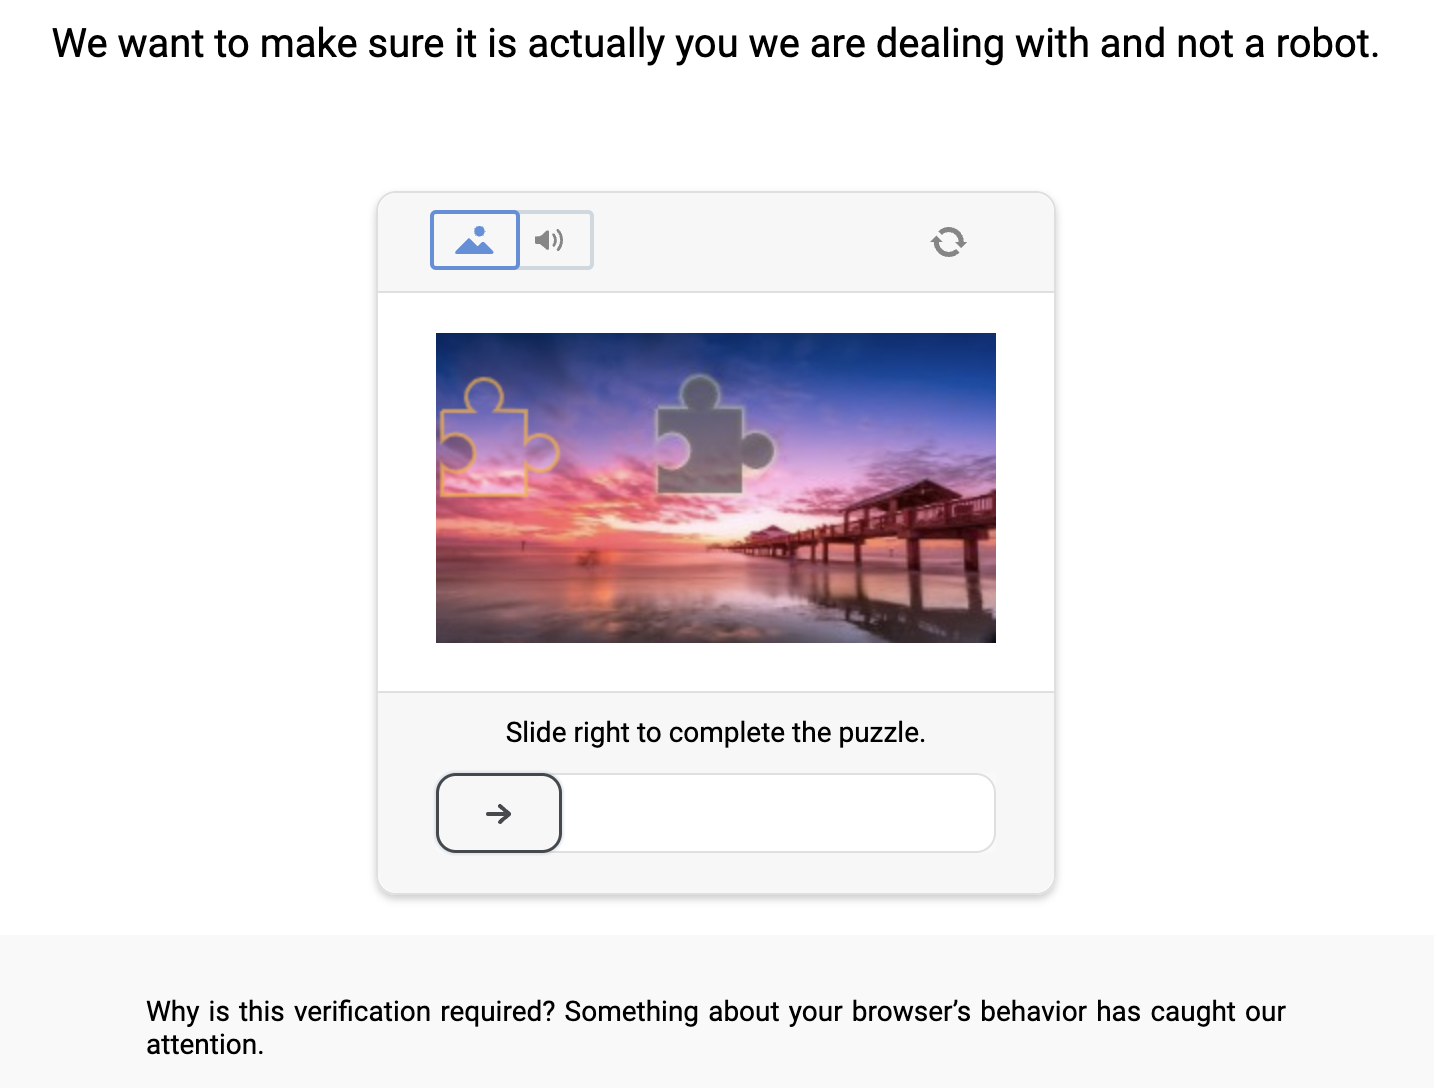 We want to make sure it is actually you we are dealing with and not a robot.
Slide right to complete the puzzle.
Why is this verification required? Something about your browser’s behavior has caught our
attention.